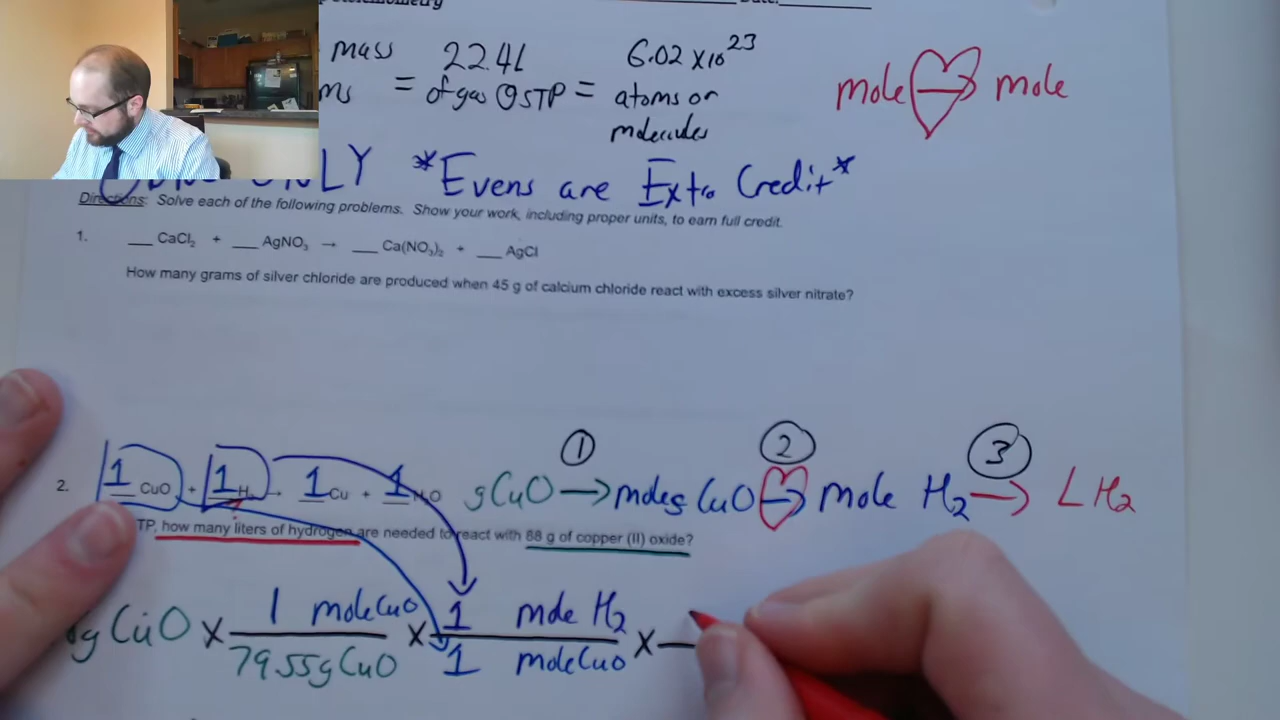 mass 22.4L 6.02 x10^23
= of gas @STP = atoms or
molecules
mole → mole
ONLY *Evens are Extra Credit*
Directions: Solve each of the following problems. Show your work, including proper units, to earn full credit.
1. ___ CaCl₂ + ___ AgNO₃ → ___ Ca(NO₃)₂ + ___ AgCl
How many grams of silver chloride are produced when 45 g of calcium chloride react with excess silver nitrate?
① ② ③
2. 1 CuO + 1 H₂ → 1 Cu + 1 H₂O gCuO → moles CuO → mole H₂ → L H₂
TP, how many liters of hydrogen are needed to react with 88 g of copper (II) oxide?
1 mole CuO 1 mole H₂
g CuO x x x
79.55g CuO 1 mole CuO